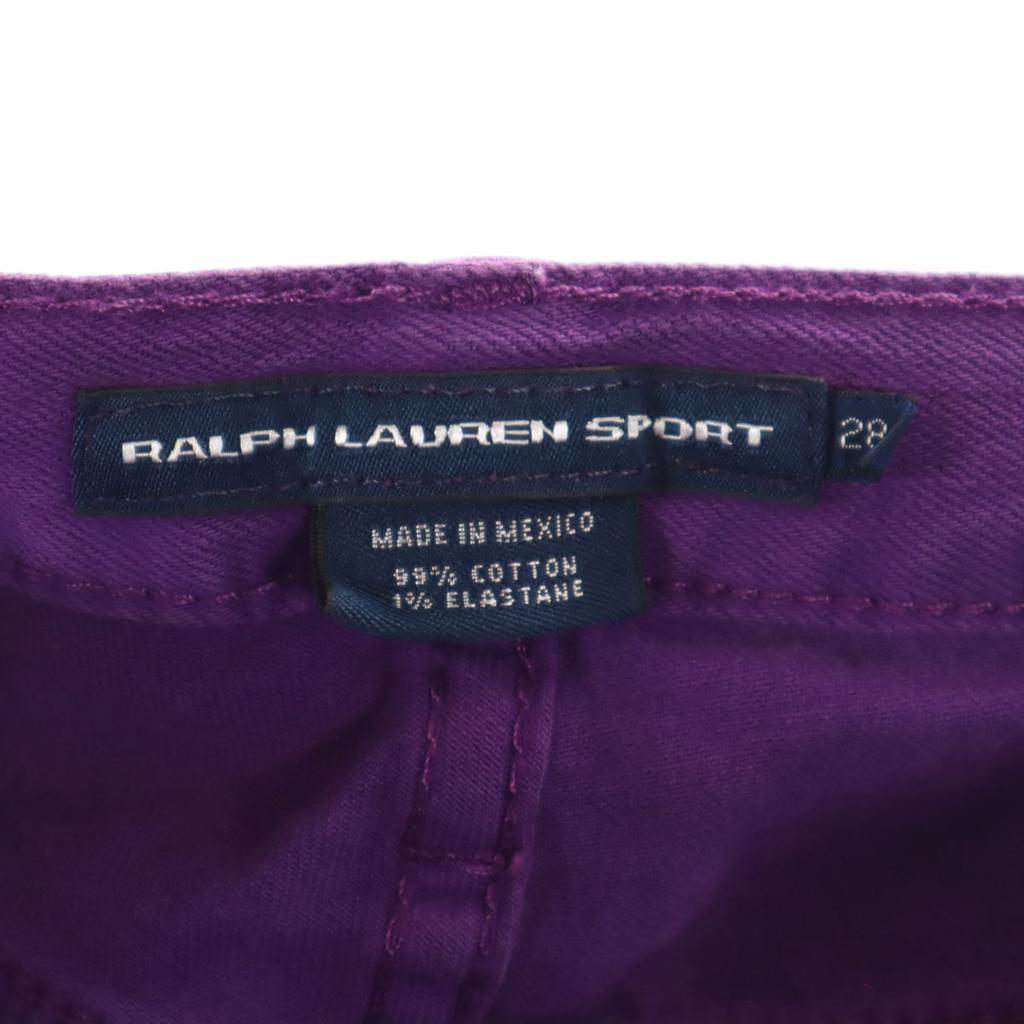 RALPH LAUREN SPORT
28
MADE IN MEXICO
99% COTTON
1% ELASTANE